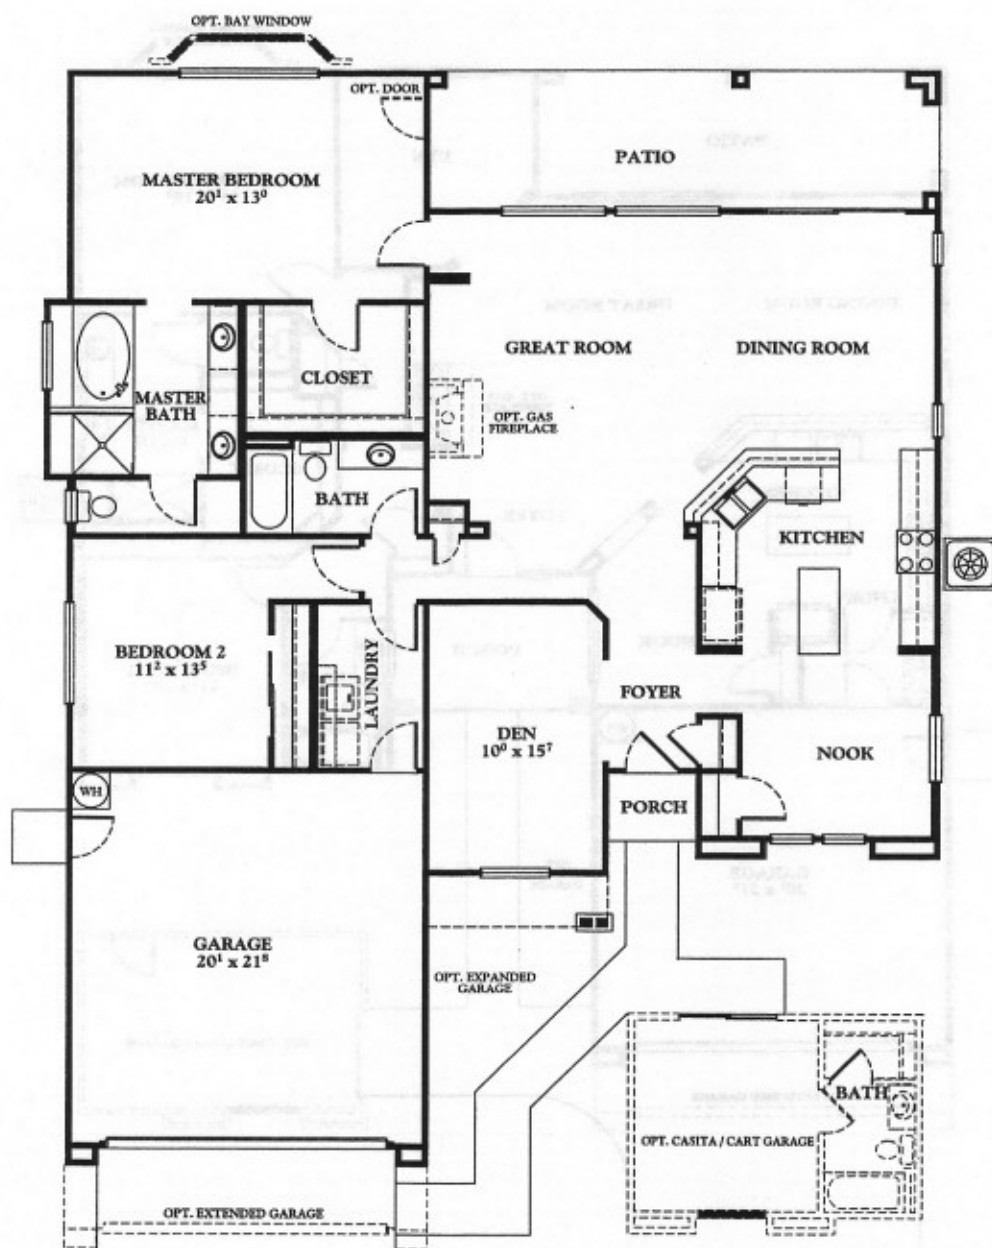 OPT. BAY WINDOW
OPT. DOOR
PATIO
MASTER BEDROOM
20¹ x 13⁰
GREAT ROOM
DINING ROOM
CLOSET
MASTER
BATH
OPT. GAS
FIREPLACE
BATH
KITCHEN
BEDROOM 2
11² x 13⁵
LAUNDRY
FOYER
DEN
10⁰ x 15⁷
NOOK
WH
PORCH
GARAGE
20¹ x 21⁸
OPT. EXPANDED
GARAGE
BATH
OPT. CASITA / CART GARAGE
OPT. EXTENDED GARAGE